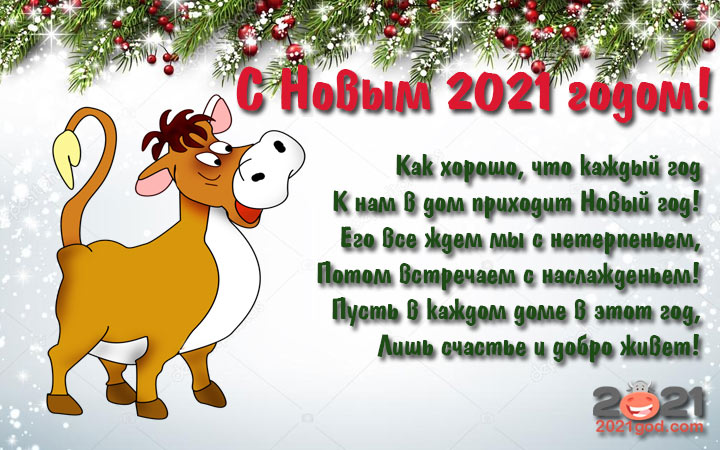 С Новым 2021 годом!
Как хорошо, что каждый год
К нам в дом приходит Новый год!
Его все ждем мы с нетерпеньем,
Потом встречаем с наслажденьем!
Пусть в каждом доме в этот год,
Лишь счастье и добро живет!
2021
2021god.com